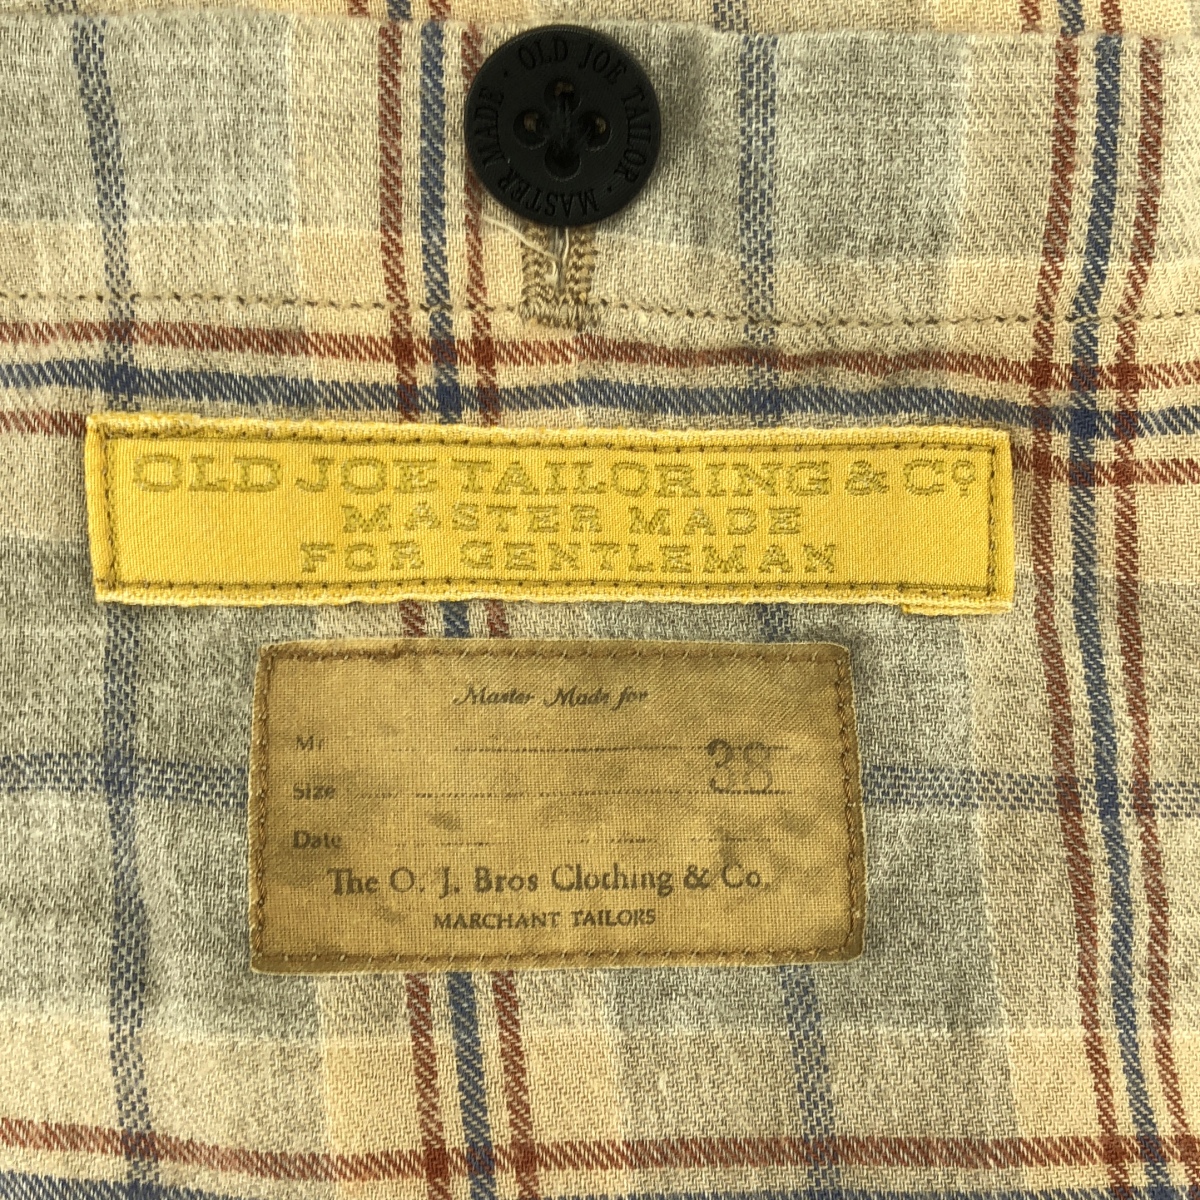 OLD JOE TAILOR · MASTER MADE ·
OLD JOE TAILORING & Cº
MASTER MADE
FOR GENTLEMAN
Master Made for
Mr
Size 38
Date
The O. J. Bros Clothing & Co.
MARCHANT TAILORS